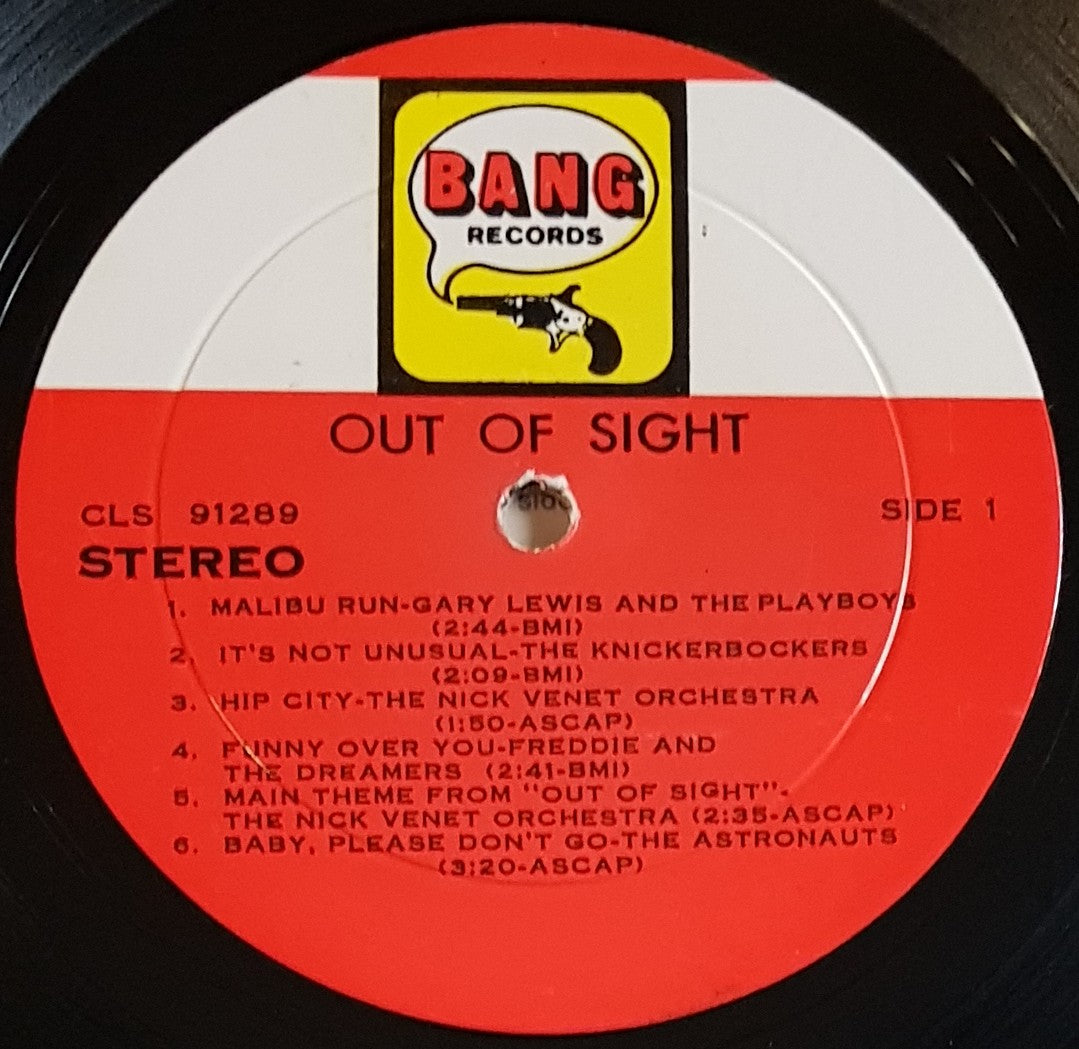 BANG
RECORDS
OUT OF SIGHT
CLS 91289
SIDE 1
STEREO
1. MALIBU RUN-GARY LEWIS AND THE PLAYBOYS
(2:44-BMI)
2. IT'S NOT UNUSUAL-THE KNICKERBOCKERS
(2:09-BMI)
3. HIP CITY-THE NICK VENET ORCHESTRA
(1:50-ASCAP)
4. FUNNY OVER YOU-FREDDIE AND
THE DREAMERS (2:41-BMI)
5. MAIN THEME FROM "OUT OF SIGHT"-
THE NICK VENET ORCHESTRA (2:35-ASCAP)
6. BABY, PLEASE DON'T GO-THE ASTRONAUTS
(3:20-ASCAP)